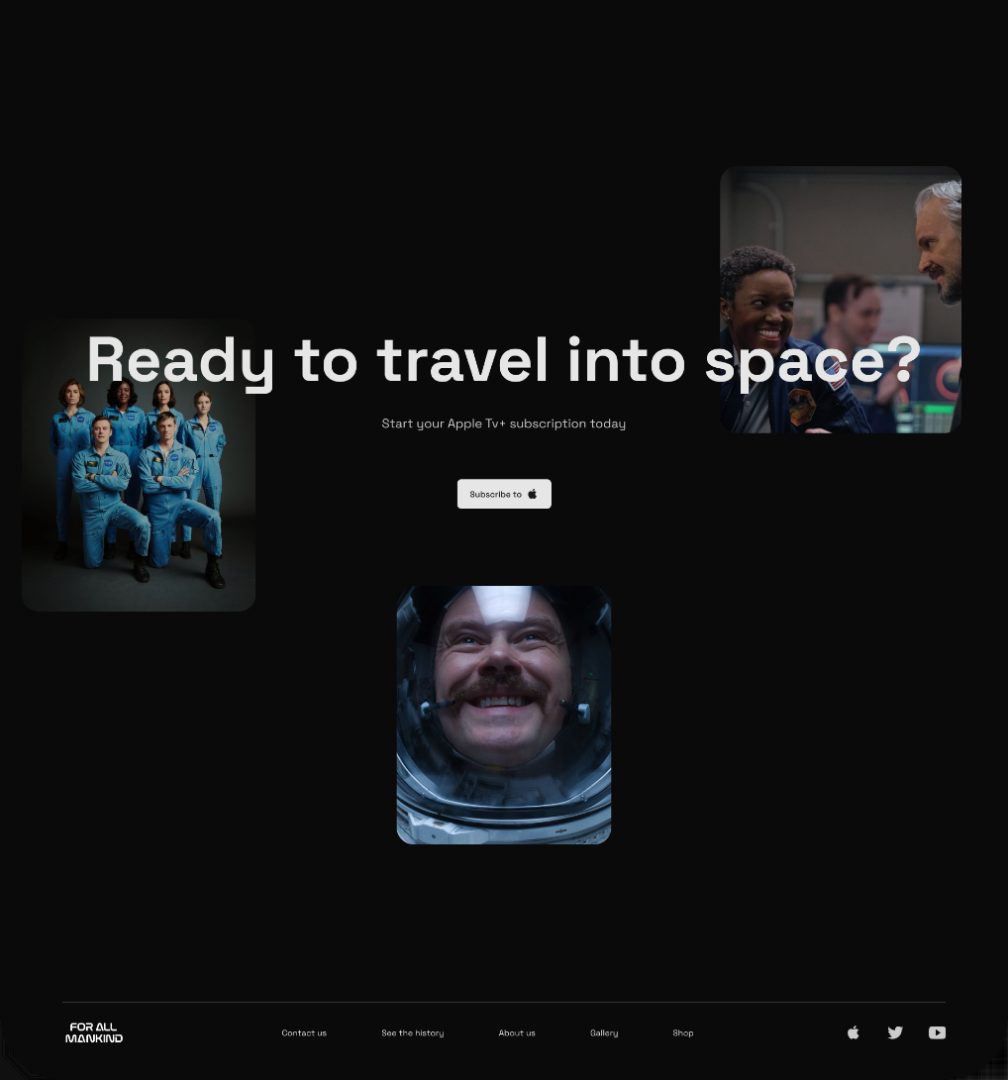 Ready to travel into space?
Start your Apple Tv+ subscription today
Subscribe to
FOR ALL
MANKIND
Contact us
See the history
About us
Gallery
Shop